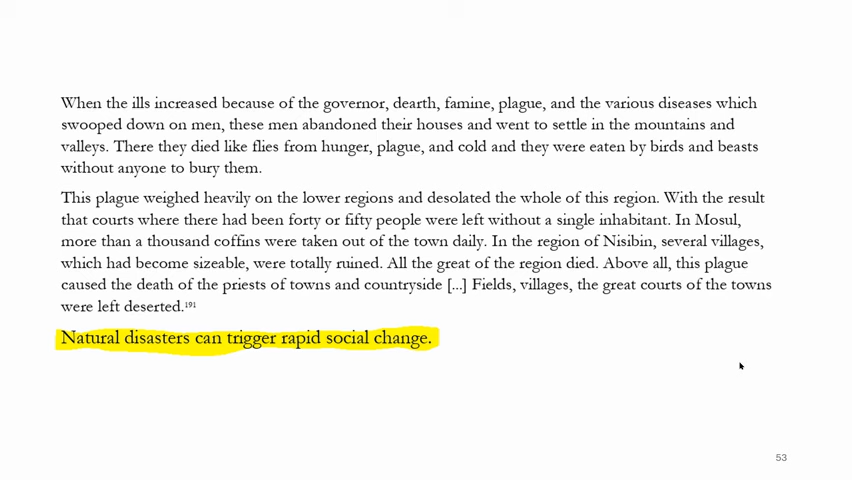 When the ills increased because of the governor, dearth, famine, plague, and the various diseases which
swooped down on men, these men abandoned their houses and went to settle in the mountains and
valleys. There they died like flies from hunger, plague, and cold and they were eaten by birds and beasts
without anyone to bury them.
This plague weighed heavily on the lower regions and desolated the whole of this region. With the result
that courts where there had been forty or fifty people were left without a single inhabitant. In Mosul,
more than a thousand coffins were taken out of the town daily. In the region of Nisibin, several villages,
which had become sizeable, were totally ruined. All the great of the region died. Above all, this plague
caused the death of the priests of towns and countryside [...] Fields, villages, the great courts of the towns
were left deserted.191
Natural disasters can trigger rapid social change.
53